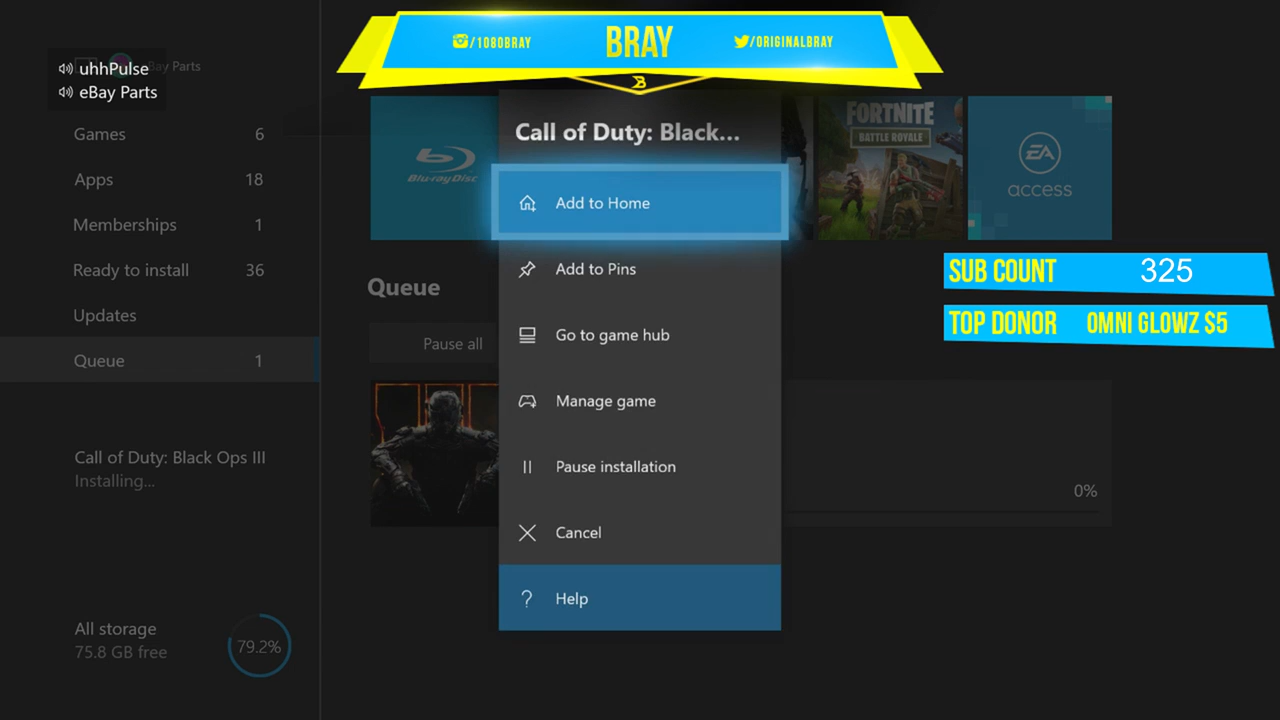 /1080BRAY
BRAY
/ORIGINALBRAY
uhhPulse
eBay Parts
Bay Parts
Games 6
Apps 18
Memberships 1
Ready to install 36
Updates
Queue 1
Call of Duty: Black Ops III
Installing...
All storage
75.8 GB free
79.2%
Blu-ray Disc
FORTNITE
BATTLE ROYALE
EA
access
Queue
Pause all
0%
Call of Duty: Black...
Add to Home
Add to Pins
Go to game hub
Manage game
Pause installation
Cancel
? Help
SUB COUNT 325
TOP DONOR OMNI GLOWZ $5